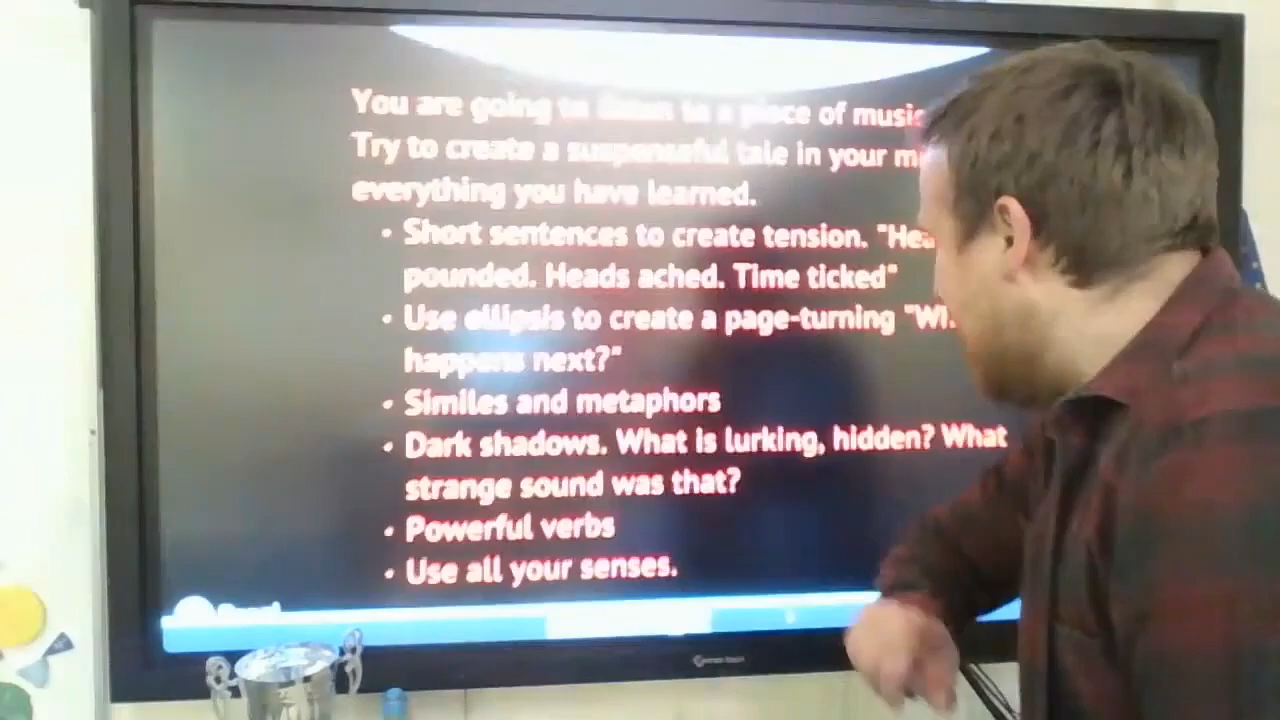 You are going to listen to a piece of music
Try to create a suspenseful tale in your
everything you have learned.
• Short sentences to create tension. "Hea
pounded. Heads ached. Time ticked"
• Use ellipsis to create a page-turning "Wh
happens next?"
• Similes and metaphors
• Dark shadows. What is lurking, hidden? What
strange sound was that?
• Powerful verbs
• Use all your senses.